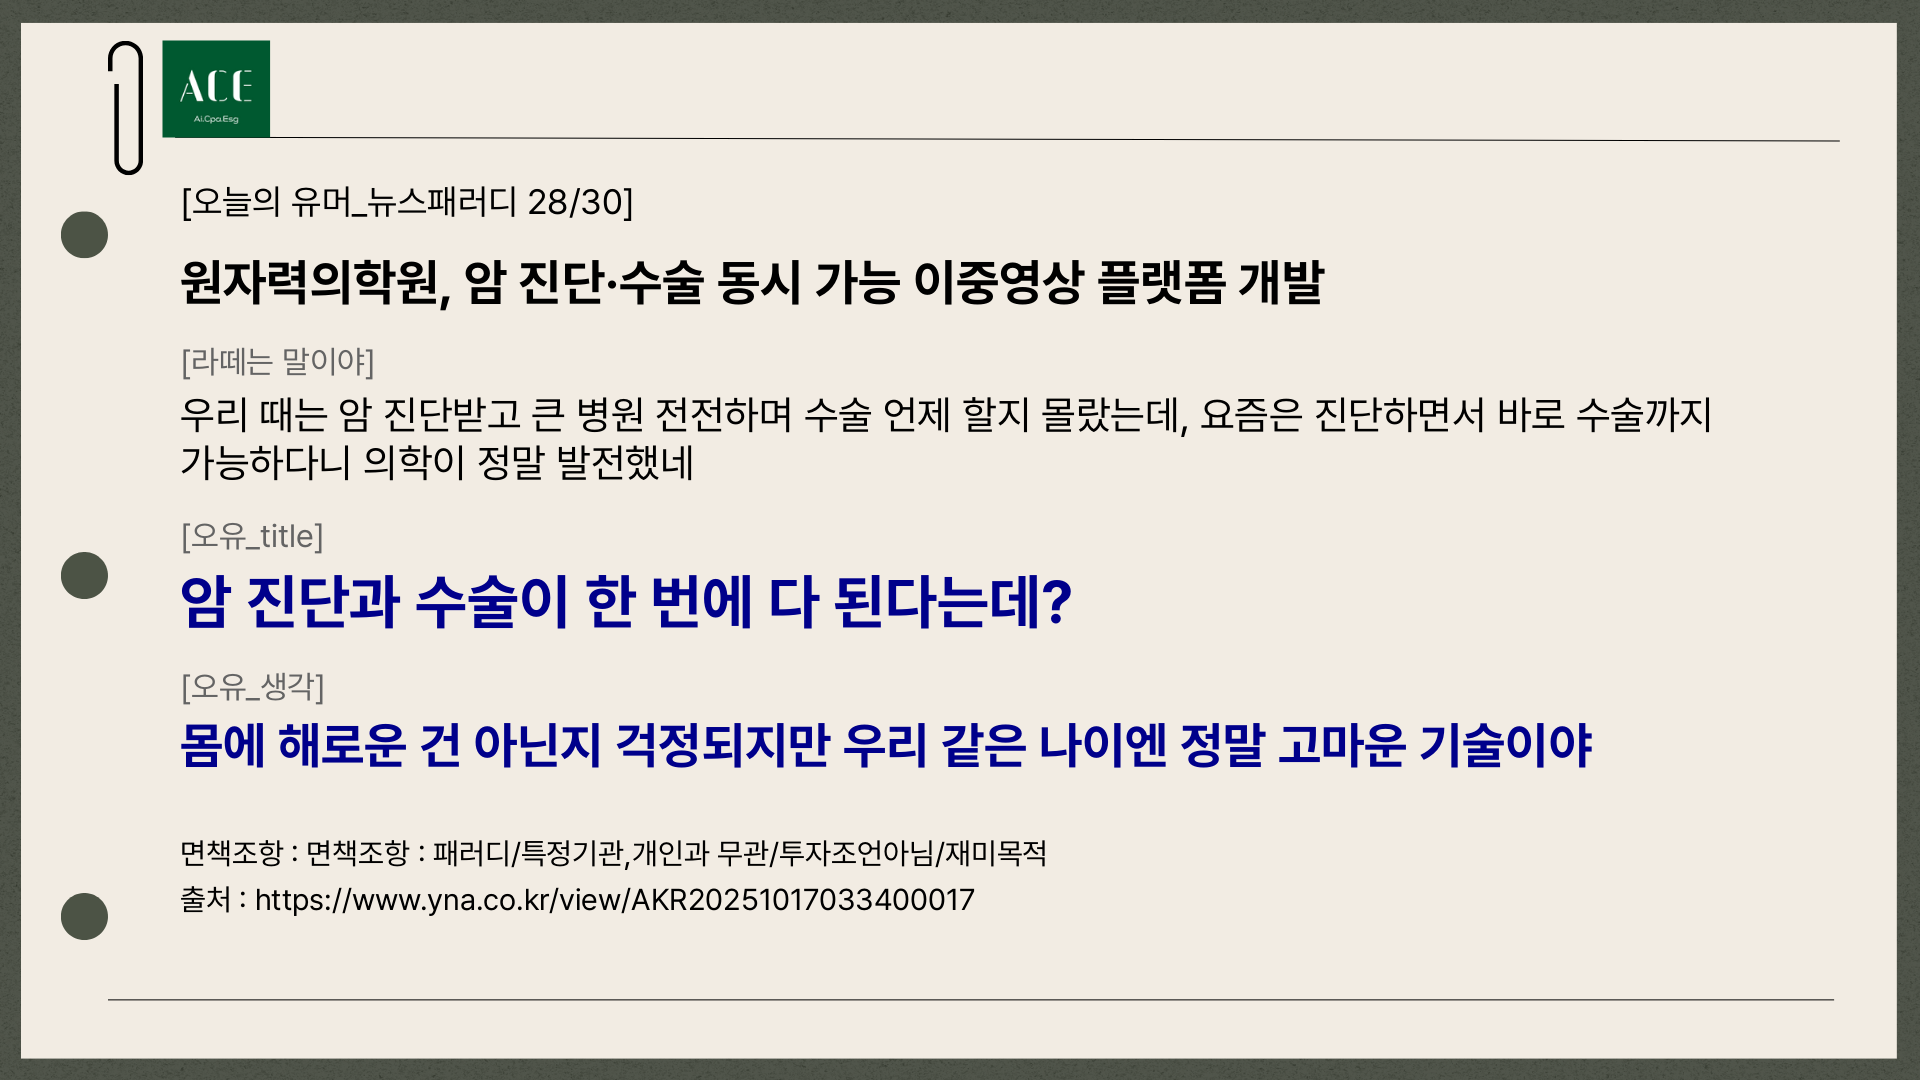 ACE
Ai.Cpa.Esg
[오늘의 유머_뉴스패러디 28/30]
원자력의학원, 암 진단·수술 동시 가능 이중영상 플랫폼 개발
[라떼는 말이야]
우리 때는 암 진단받고 큰 병원 전전하며 수술 언제 할지 몰랐는데, 요즘은 진단하면서 바로 수술까지
가능하다니 의학이 정말 발전했네
[오유_title]
암 진단과 수술이 한 번에 다 된다는데?
[오유_생각]
몸에 해로운 건 아닌지 걱정되지만 우리 같은 나이엔 정말 고마운 기술이야
면책조항 : 면책조항 : 패러디/특정기관,개인과 무관/투자조언아님/재미목적
출처 : https://www.yna.co.kr/view/AKR20251017033400017